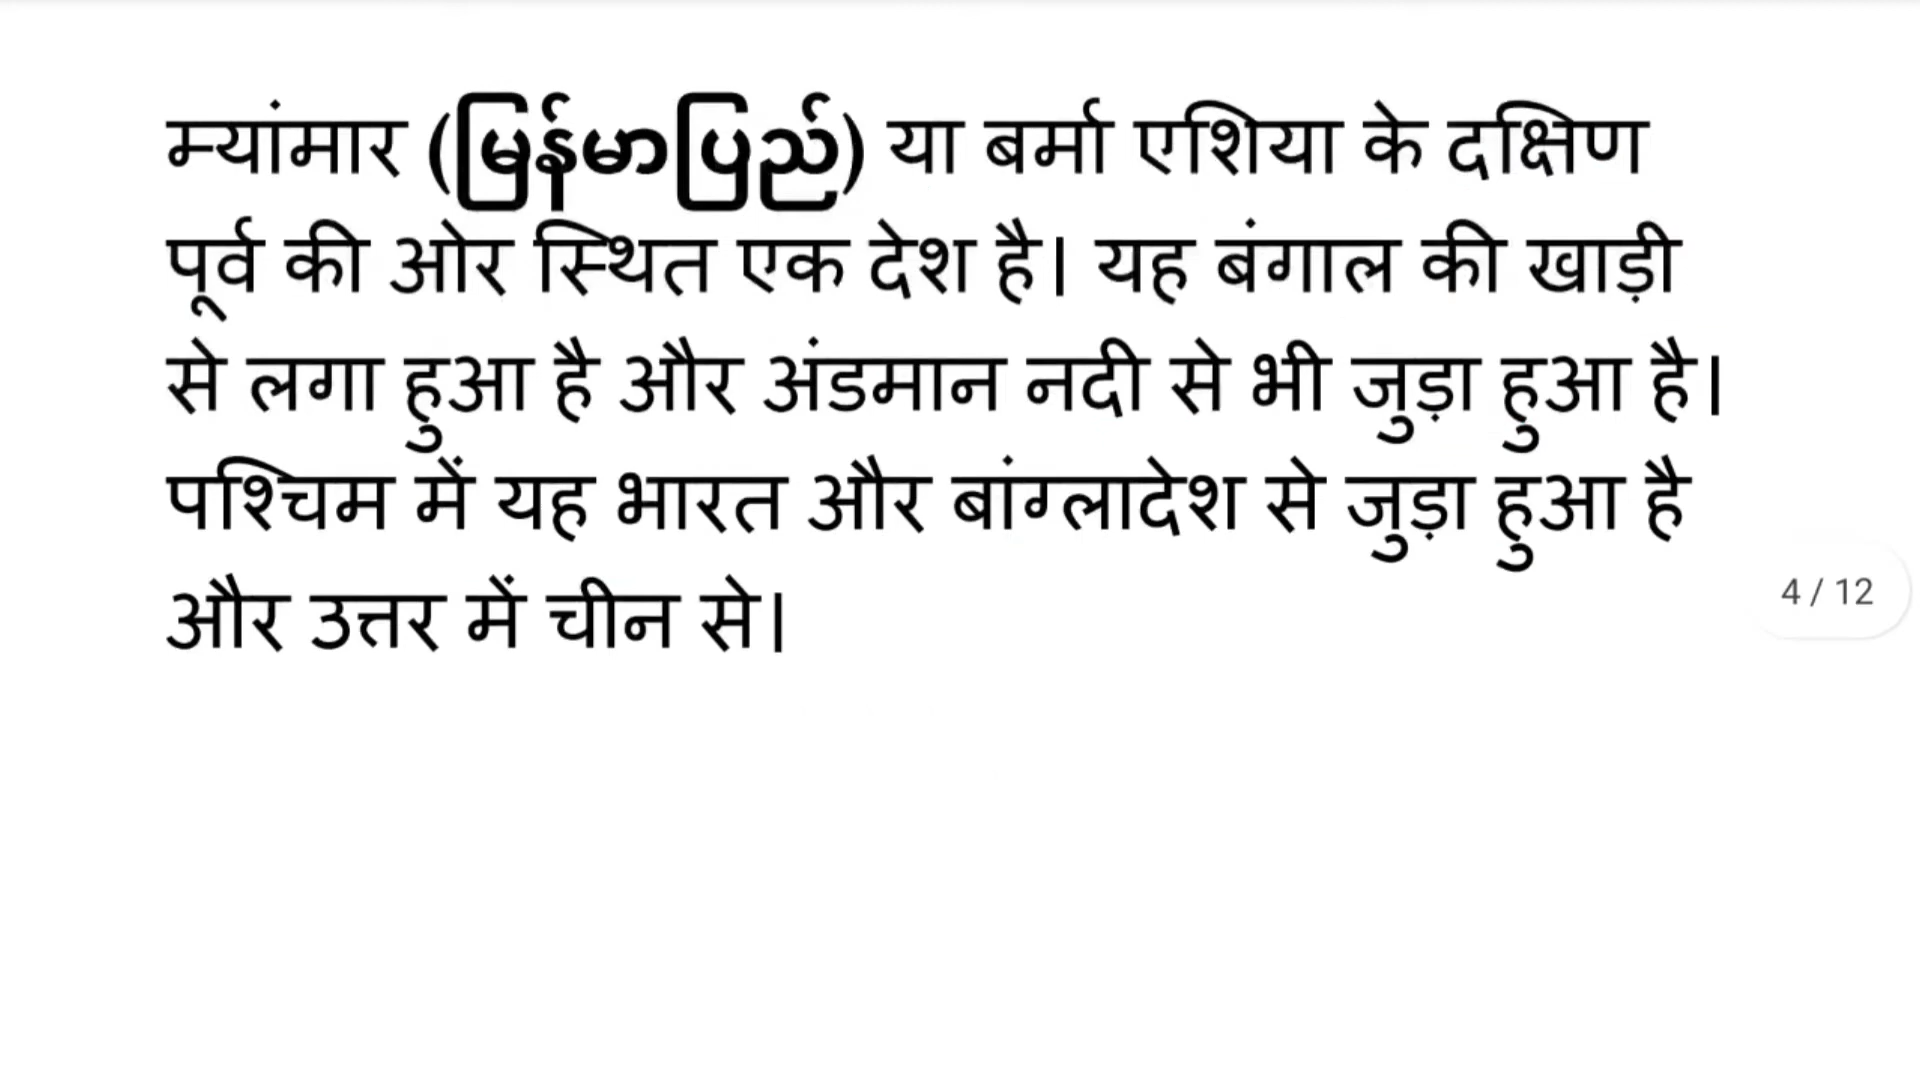 म्यांमार (မြန်မာပြည်) या बर्मा एशिया के दक्षिण
पूर्व की ओर स्थित एक देश है। यह बंगाल की खाड़ी
से लगा हुआ है और अंडमान नदी से भी जुड़ा हुआ है।
पश्चिम में यह भारत और बांग्लादेश से जुड़ा हुआ है
और उत्तर में चीन से।
4 / 12